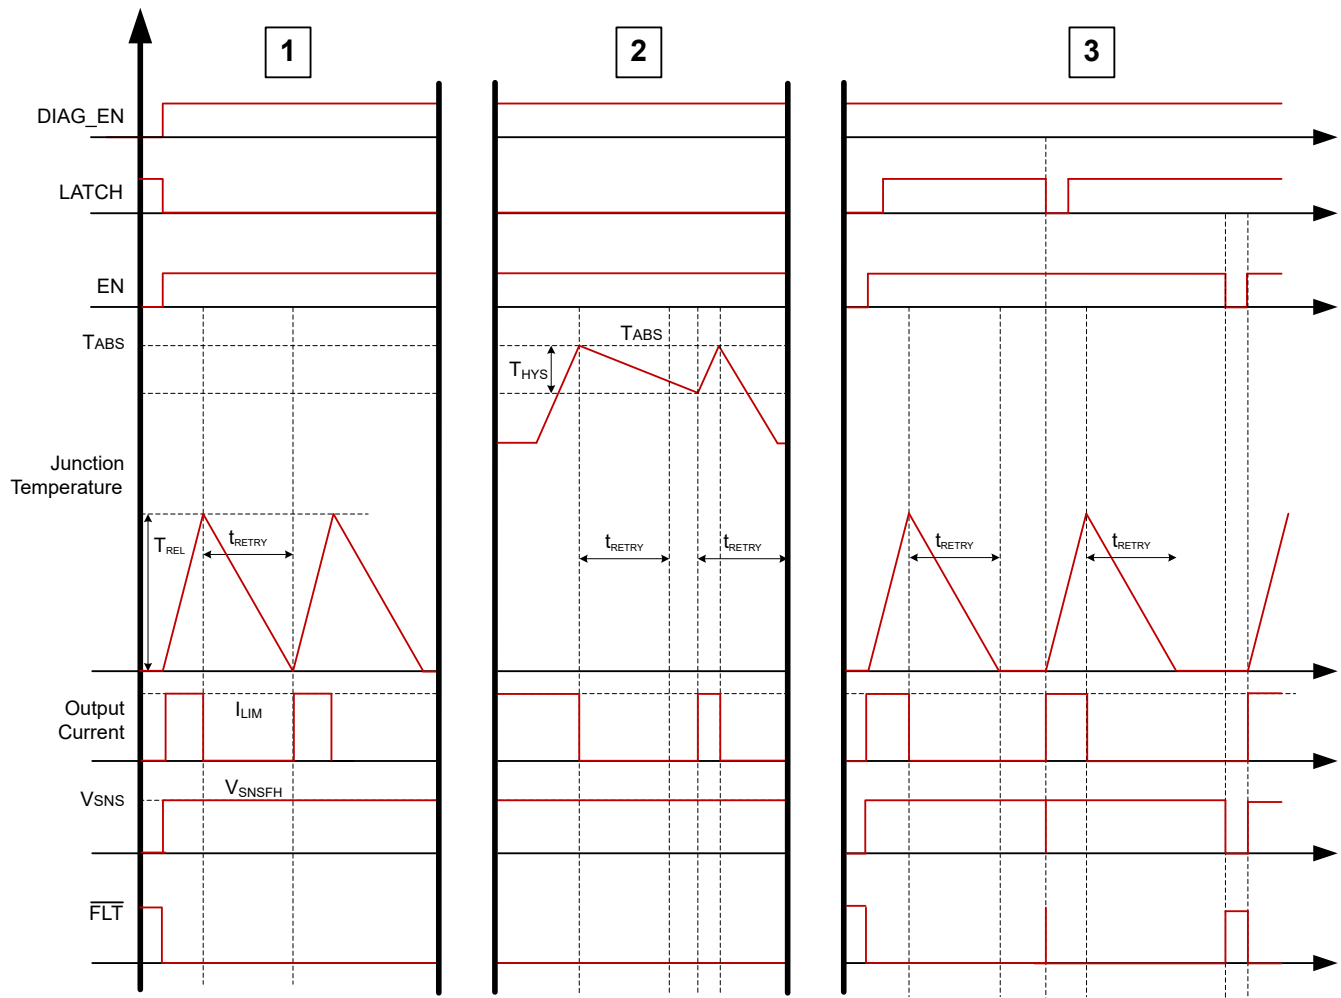 1
2
3
DIAG_EN
LATCH
EN
TABS
TABS
THYS
Junction
Temperature
TREL
tRETRY
tRETRY
tRETRY
tRETRY
tRETRY
Output
Current
ILIM
VSNS
VSNSFH
FLT